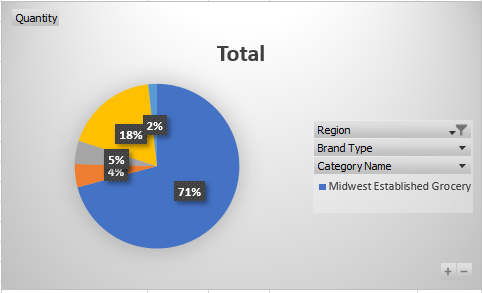 Quantity
Total
2%
18%
5%
4%
71%
Region
Brand Type
Category Name
Midwest Established Grocery
+ −